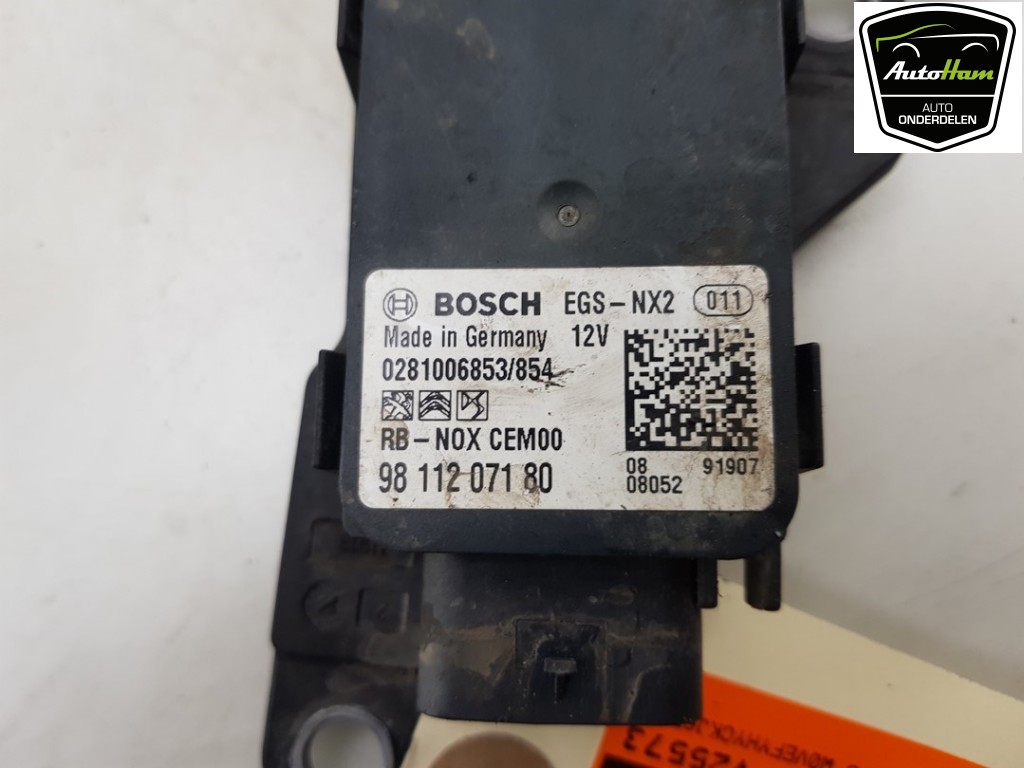 AutoHam
AUTO
ONDERDELEN
BOSCH EGS-NX2 011
Made in Germany 12V
0281006853/854
RB-NOX CEM00
98 112 071 80
08 91907
08052
25573